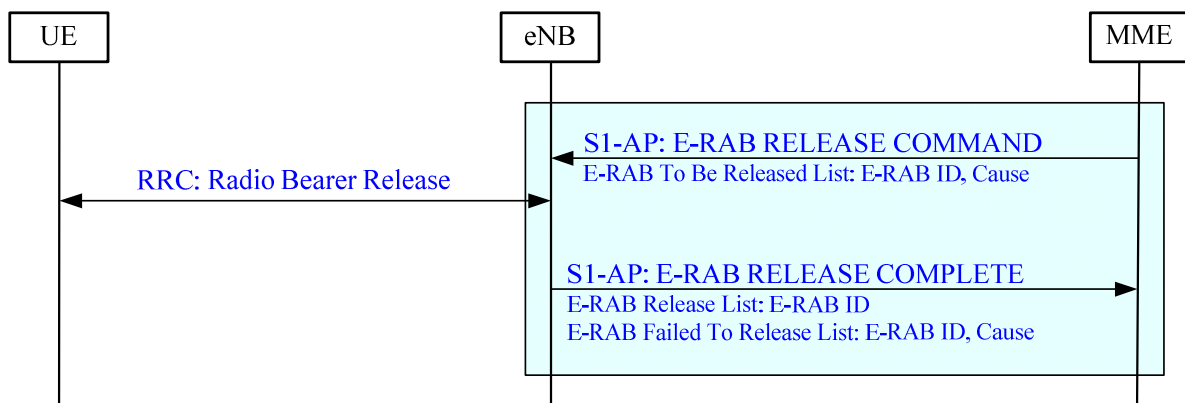 UE
eNB
MME
S1-AP: E-RAB RELEASE COMMAND
E-RAB To Be Released List: E-RAB ID, Cause
RRC: Radio Bearer Release
S1-AP: E-RAB RELEASE COMPLETE
E-RAB Release List: E-RAB ID
E-RAB Failed To Release List: E-RAB ID, Cause